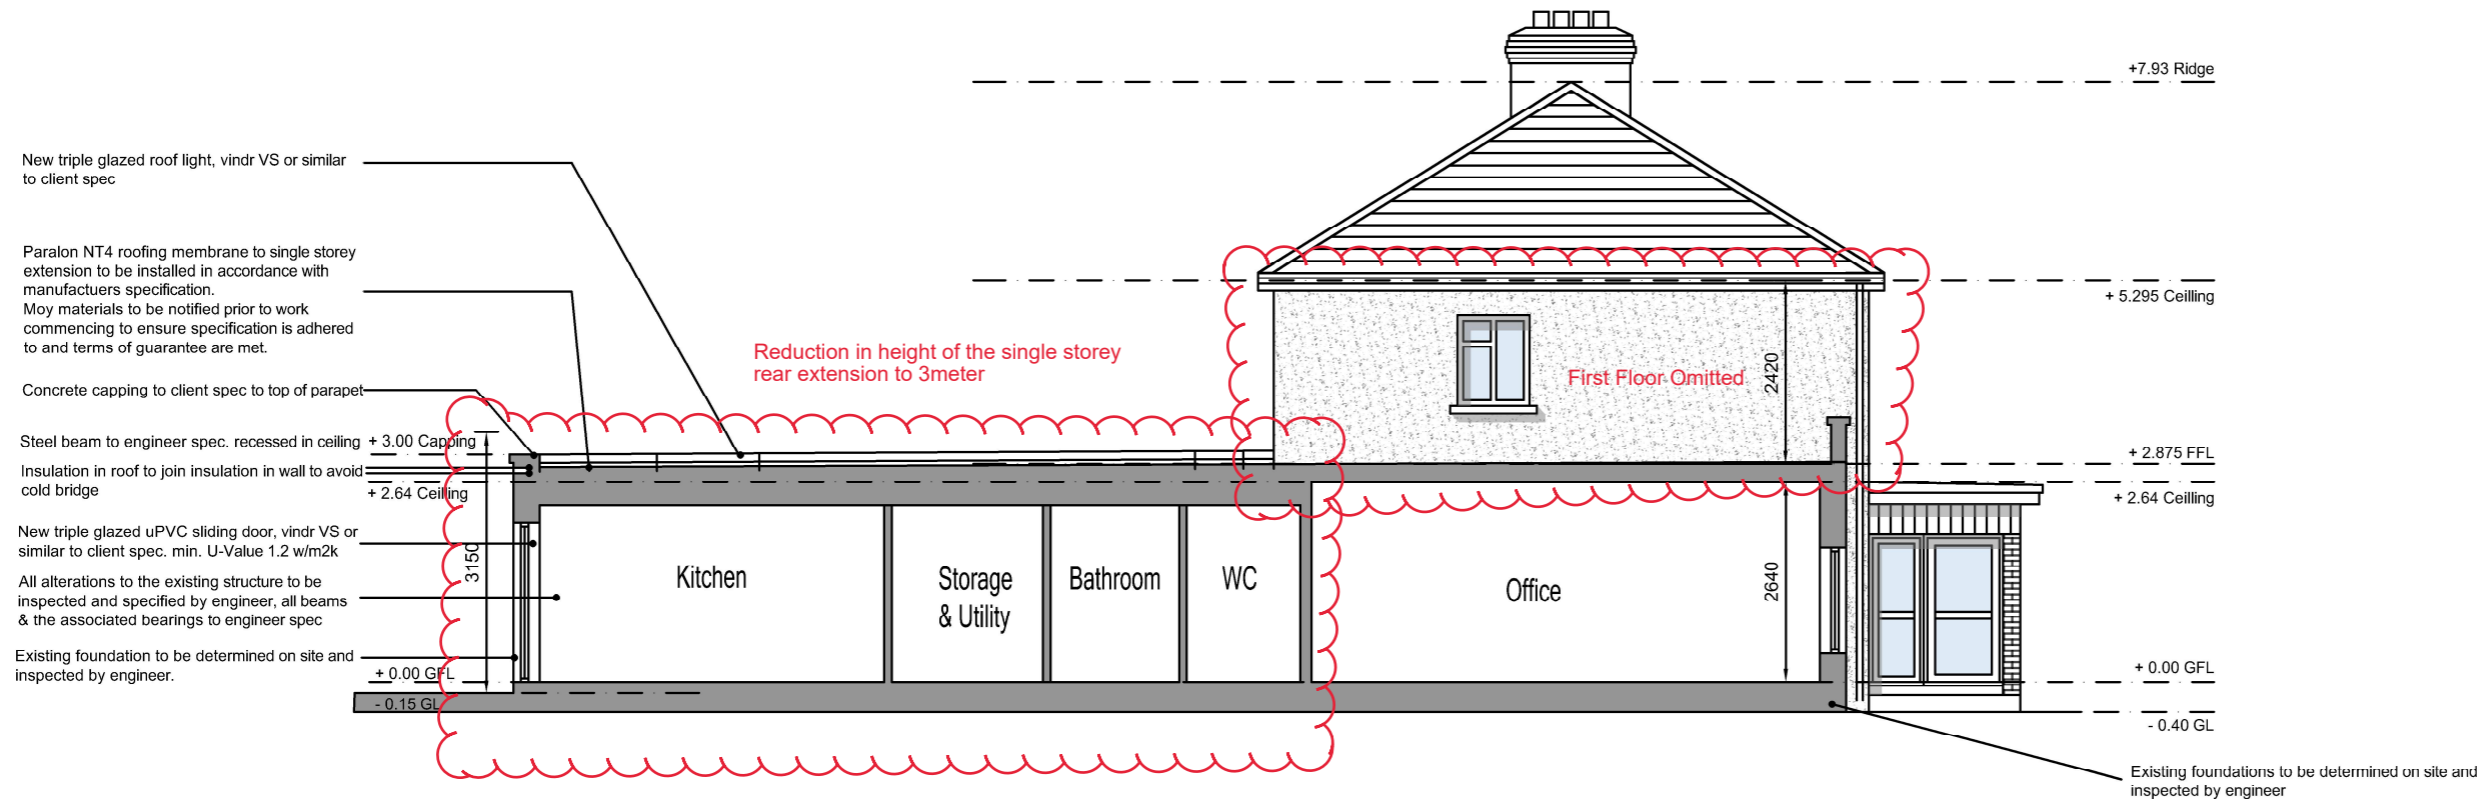 +7.93 Ridge
New triple glazed roof light, vindr VS or similar
to client spec
Paralon NT4 roofing membrane to single storey
extension to be installed in accordance with
manufactuers specification.
Moy materials to be notified prior to work
commencing to ensure specification is adhered
to and terms of guarantee are met.
+ 5.295 Ceilling
Reduction in height of the single storey
rear extension to 3meter
First Floor Omitted
2420
Concrete capping to client spec to top of parapet
Steel beam to engineer spec. recessed in ceiling
+ 3.00 Capping
+ 2.875 FFL
Insulation in roof to join insulation in wall to avoid
cold bridge
+ 2.64 Ceilling
+ 2.64 Ceilling
New triple glazed uPVC sliding door, vindr VS or
similar to client spec. min. U-Value 1.2 w/m2k
3150
All alterations to the existing structure to be
inspected and specified by engineer, all beams
& the associated bearings to engineer spec
Kitchen
Storage
& Utility
Bathroom
WC
Office
2640
Existing foundation to be determined on site and
inspected by engineer.
+ 0.00 GFL
+ 0.00 GFL
- 0.15 GL
- 0.40 GL
Existing foundations to be determined on site and
inspected by engineer